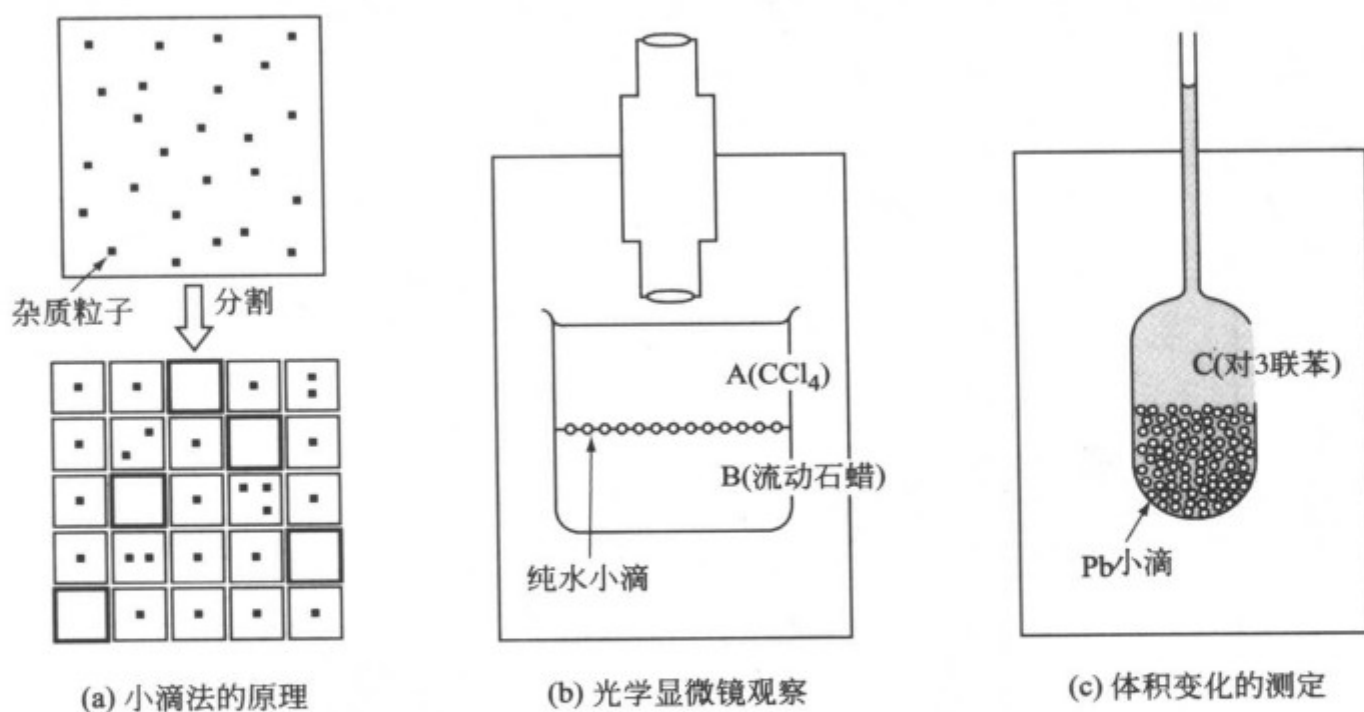 杂质粒子
分割
(a) 小滴法的原理
A(CCl₄)
B(流动石蜡)
纯水小滴
(b) 光学显微镜观察
C(对3联苯)
Pb小滴
(c) 体积变化的测定